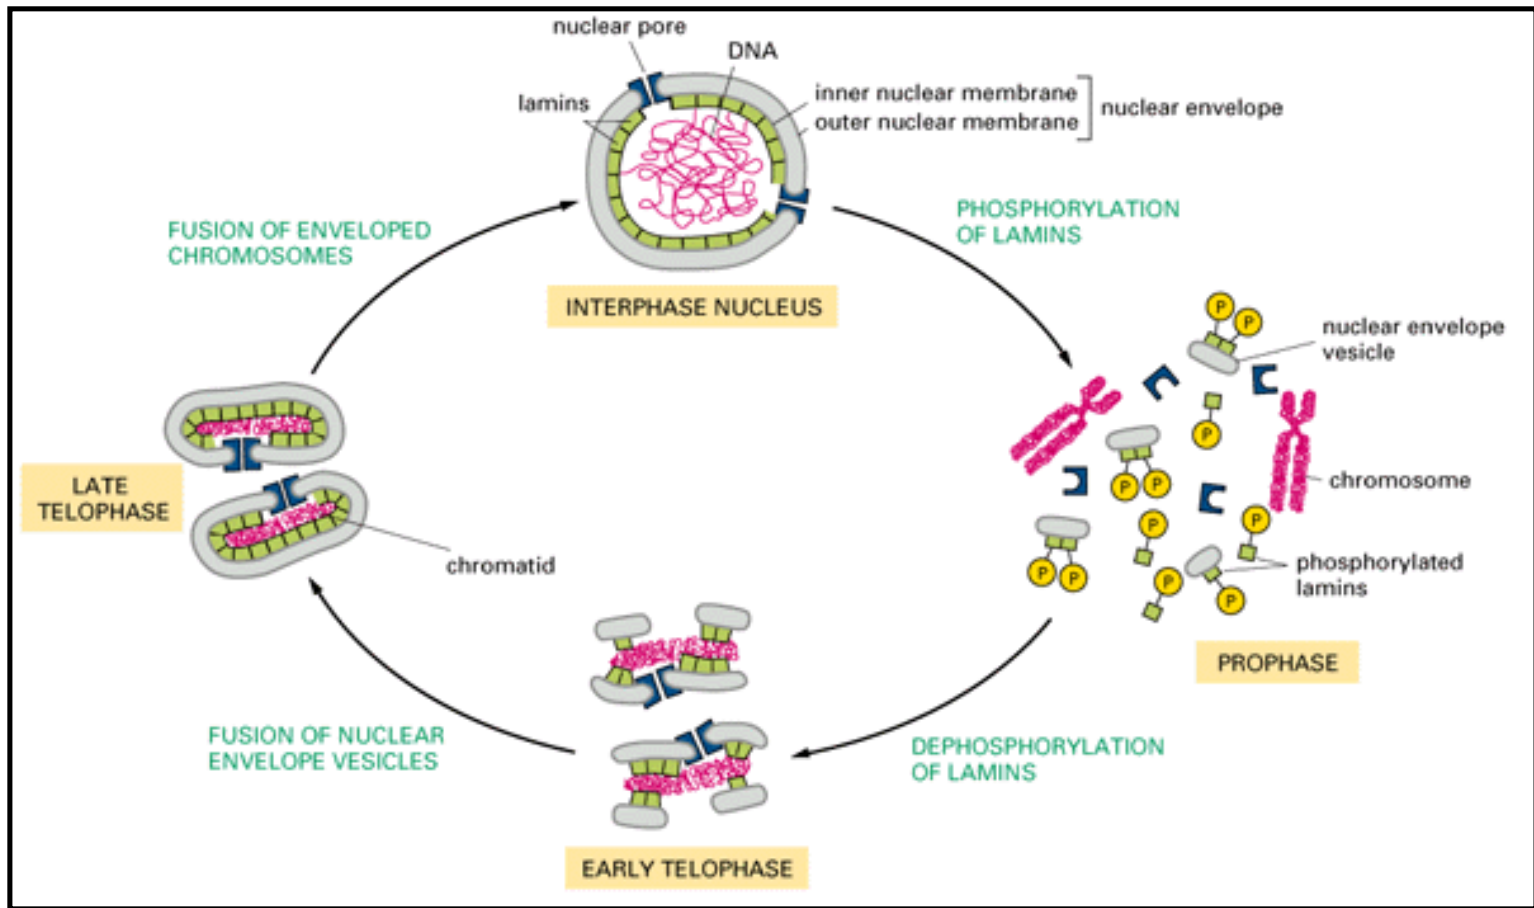 nuclear pore
DNA
lamins
inner nuclear membrane
outer nuclear membrane
nuclear envelope
FUSION OF ENVELOPED
CHROMOSOMES
PHOSPHORYLATION
OF LAMINS
INTERPHASE NUCLEUS
P
P
nuclear envelope
vesicle
P
LATE
TELOPHASE
chromosome
P
P
P
P
chromatid
phosphorylated
lamins
P
P
P
P
PROPHASE
FUSION OF NUCLEAR
ENVELOPE VESICLES
DEPHOSPHORYLATION
OF LAMINS
EARLY TELOPHASE